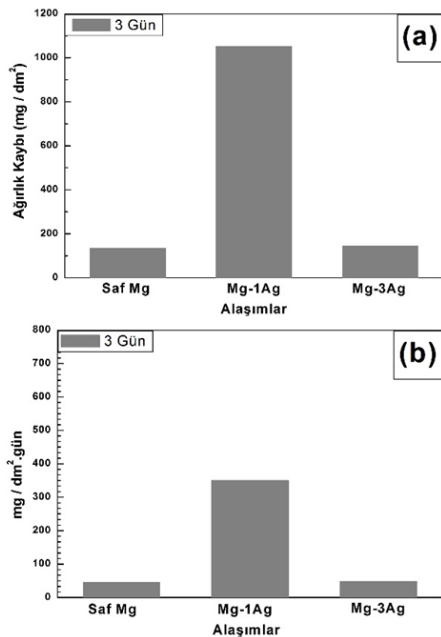 3 Gün
(a)
1200
1000
800
600
400
200
0
Ağırlık Kaybı (mg / dm²)
Saf Mg
Mg-1Ag
Mg-3Ag
Alaşımlar
3 Gün
(b)
800
700
600
500
400
300
200
100
0
mg / dm².gün
Saf Mg
Mg-1Ag
Mg-3Ag
Alaşımlar